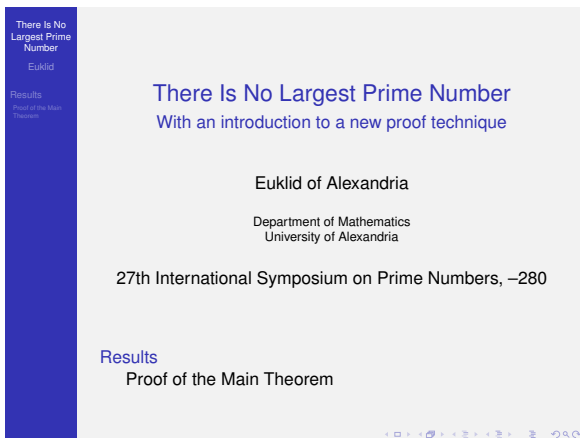 There Is No
Largest Prime
Number
Euklid
Results
Proof of the Main
Theorem
There Is No Largest Prime Number
With an introduction to a new proof technique
Euklid of Alexandria
Department of Mathematics
University of Alexandria
27th International Symposium on Prime Numbers, –280
Results
Proof of the Main Theorem